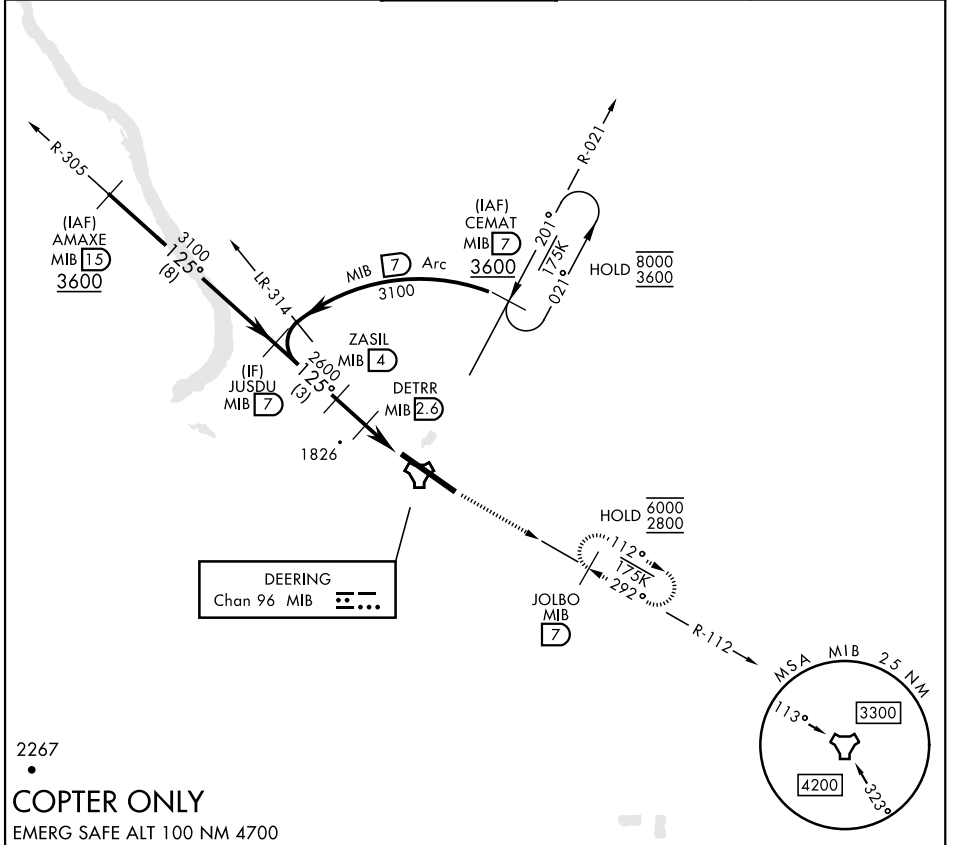 R-305
(IAF)
AMAXE
MIB 15
3600
3100
125°
(8)
LR-314
MIB 7 Arc
3100
(IAF)
CEMAT
MIB 7
3600
R-021
201°
175K
021°
HOLD 8000
3600
(IF)
JUSDU
MIB 7
2600
125°
(3)
ZASIL
MIB 4
DETRR
MIB 2.6
1826
DEERING
Chan 96 MIB
HOLD 6000
2800
112°
175K
292°
JOLBO
MIB
7
R-112
MSA MIB 25 NM
113°
3300
4200
323°
2267
COPTER ONLY
EMERG SAFE ALT 100 NM 4700